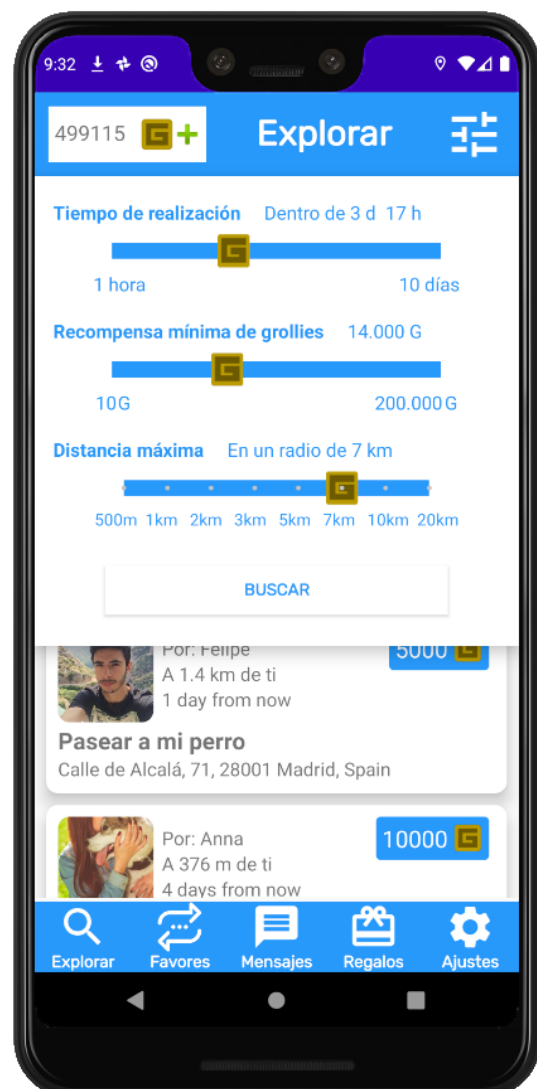 9:32
499115 G+ Explorar
Tiempo de realización Dentro de 3 d 17 h
1 hora 10 días
Recompensa mínima de grollies 14.000 G
10G 200.000G
Distancia máxima En un radio de 7 km
500m 1km 2km 3km 5km 7km 10km 20km
BUSCAR
Por: Felipe 5000 G
A 1.4 km de ti
1 day from now
Pasear a mi perro
Calle de Alcalá, 71, 28001 Madrid, Spain
Por: Anna 10000 G
A 376 m de ti
4 days from now
Explorar Favores Mensajes Regalos Ajustes